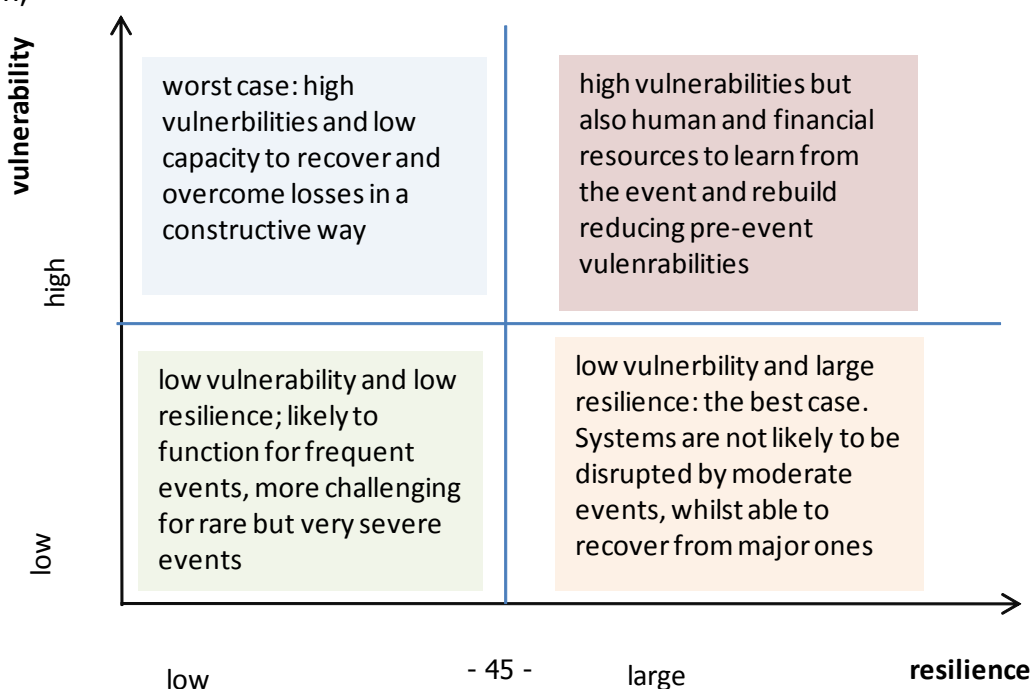 vulnerability
high
low
worst case: high
vulnerbilities and low
capacity to recover and
overcome losses in a
constructive way
high vulnerabilities but
also human and financial
resources to learn from
the event and rebuild
reducing pre-event
vulenrabilities
low vulnerability and low
resilience; likely to
function for frequent
events, more challenging
for rare but very severe
events
low vulnerbility and large
resilience: the best case.
Systems are not likely to be
disrupted by moderate
events, whilst able to
recover from major ones
low
- 45 -
large
resilience